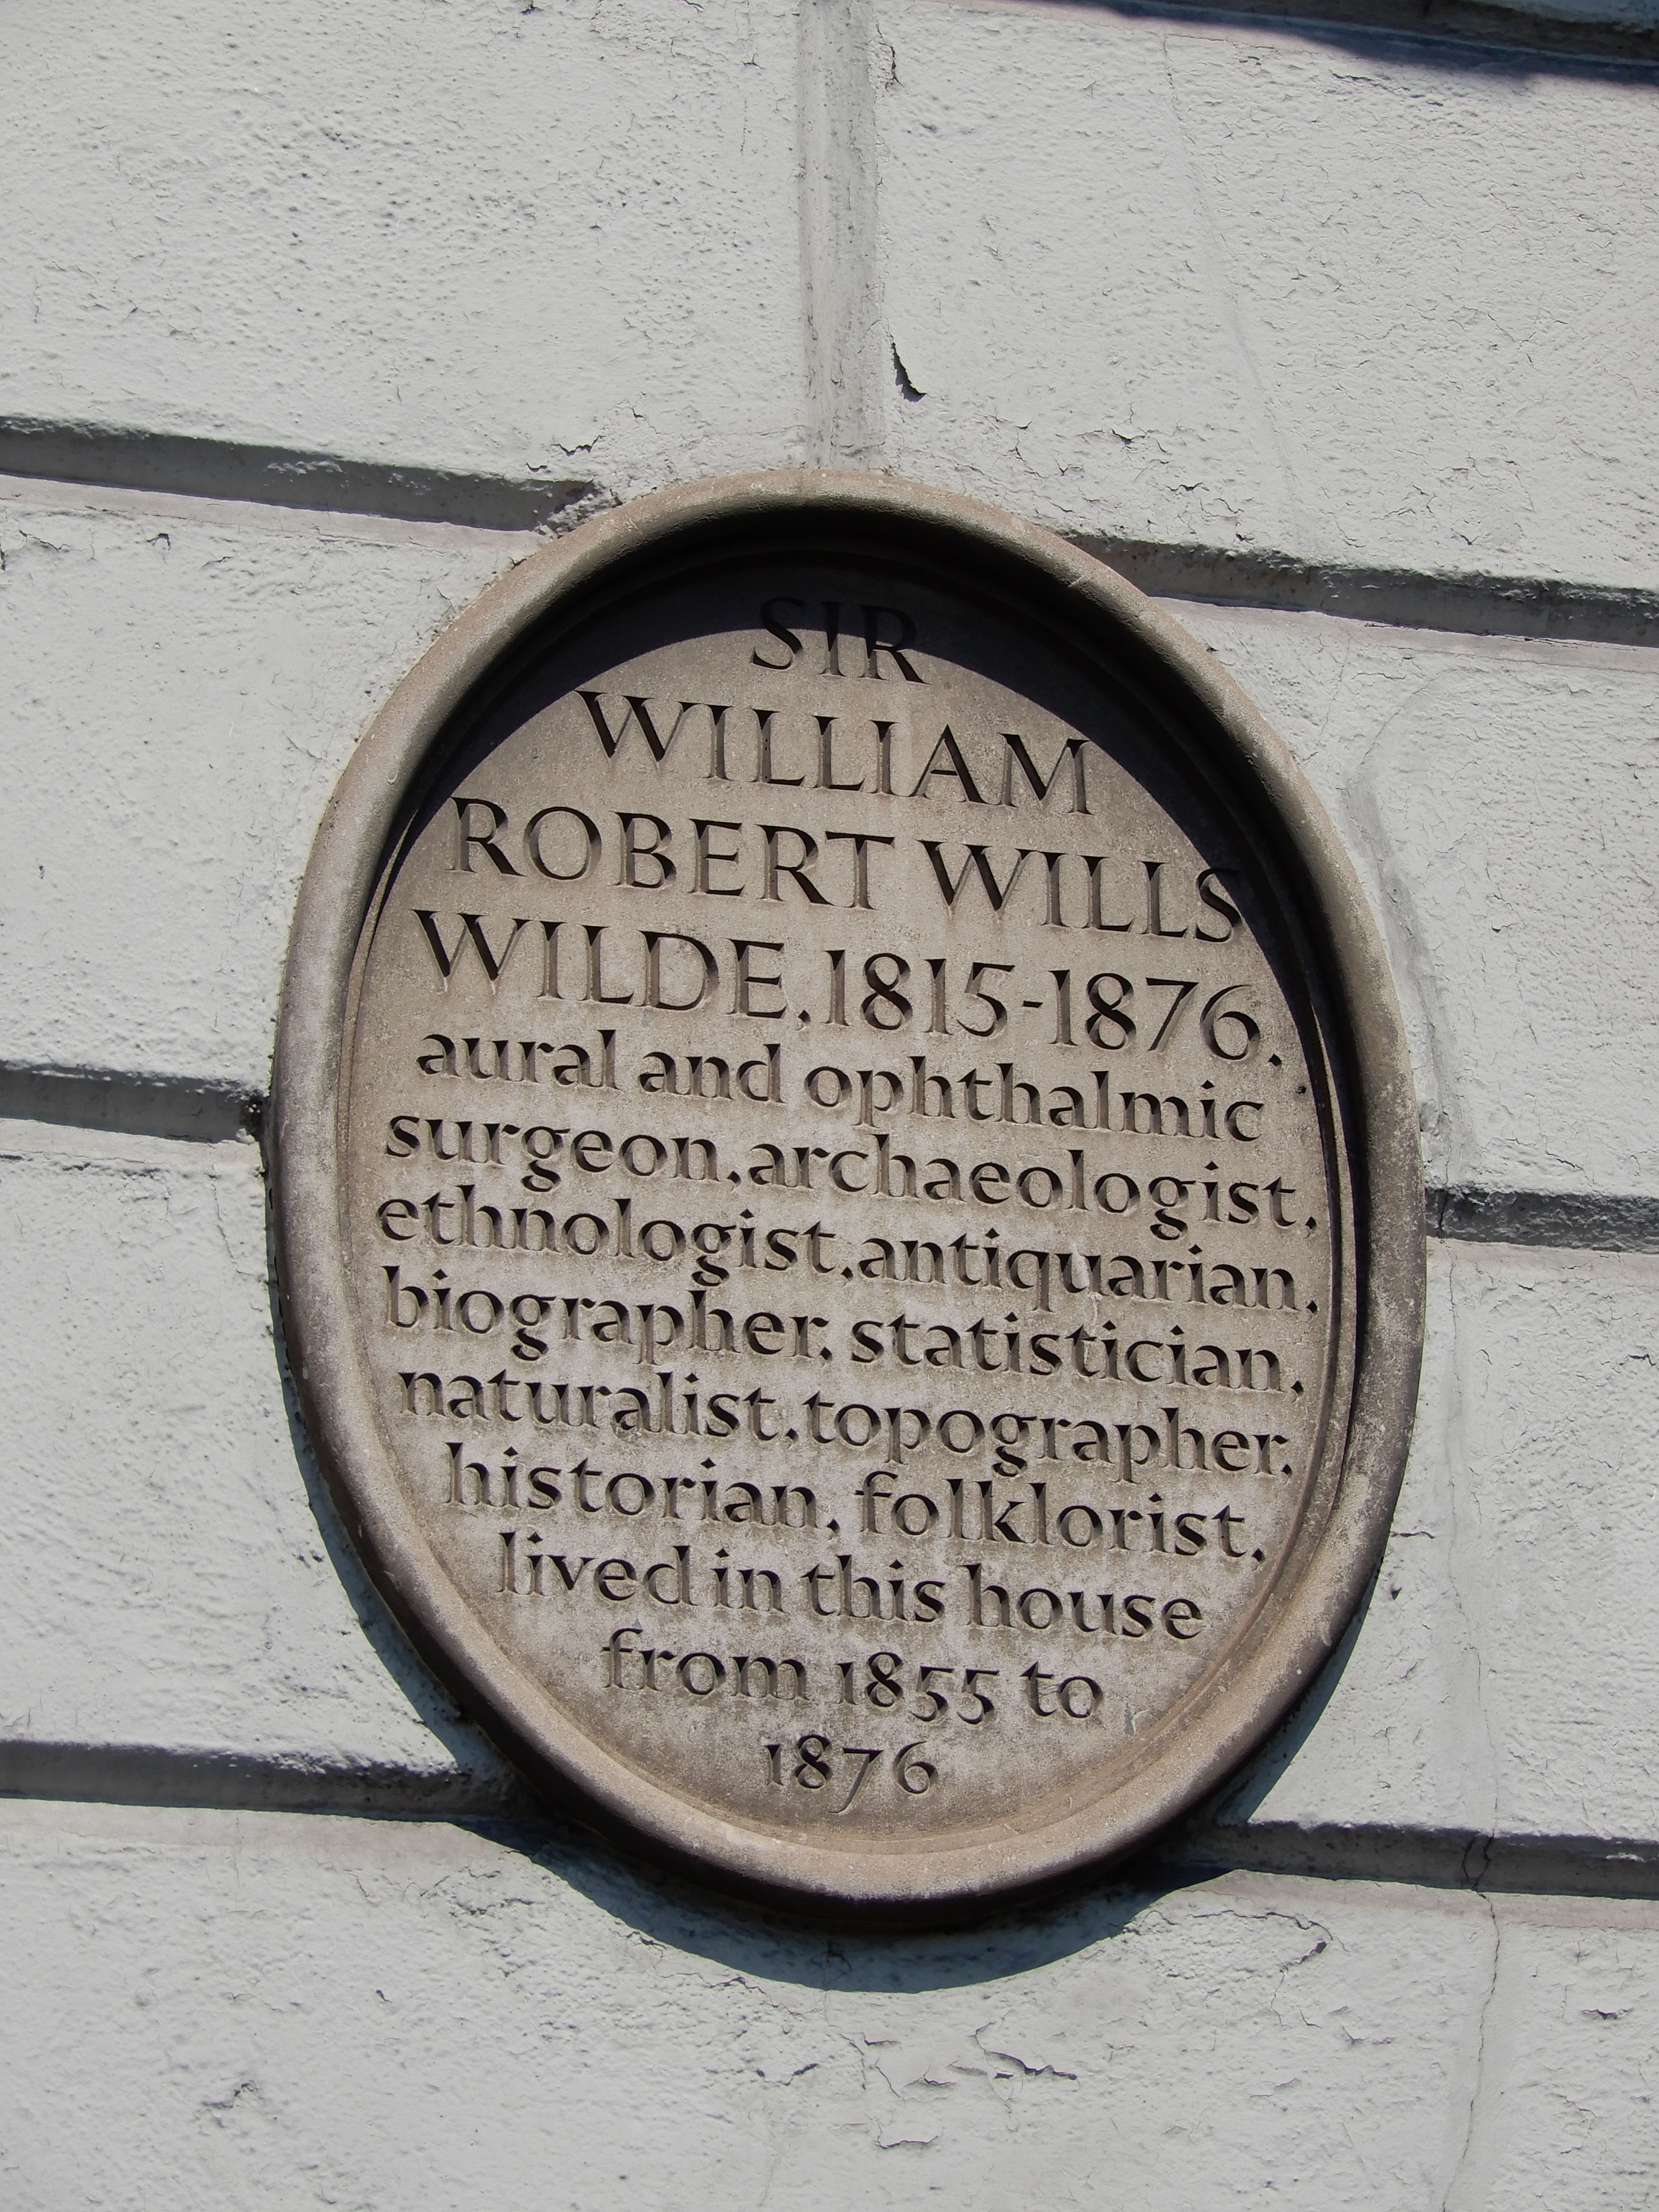 SIR
WILLIAM
ROBERT WILLS
WILDE, 1815-1876,
aural and ophthalmic
surgeon, archaeologist,
ethnologist, antiquarian,
biographer, statistician,
naturalist, topographer,
historian, folklorist,
lived in this house
from 1855 to
1876